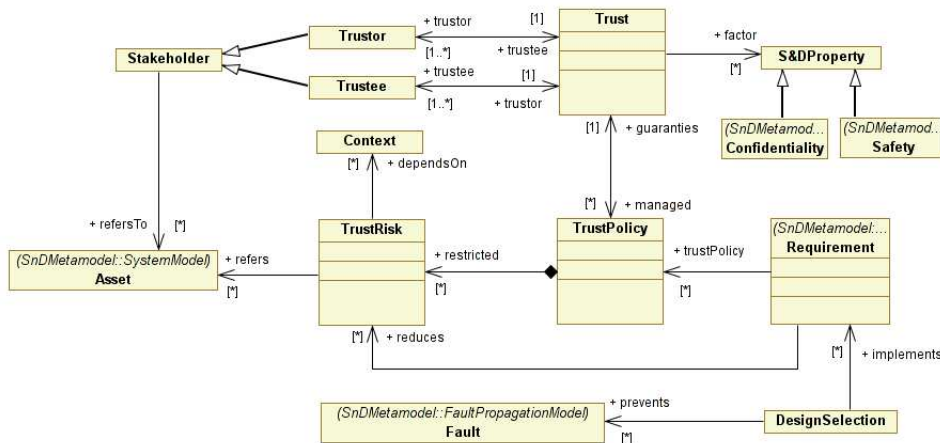 + trustor [1] Trust
Trustor
+ factor
Stakeholder [1..*] + trustee
S&DProperty
+ trustee [1] [*]
Trustee
[1..*] + trustor
(SnDMetamod... (SnDMetamod...
[1] + guaranties
Confidentiality Safety
Context
[*] + dependsOn
+ refersTo [*]
[*] + managed
TrustRisk TrustPolicy (SnDMetamodel:...
Requirement
(SnDMetamodel::SystemModel) + refers + restricted + trustPolicy
Asset
[*] [*] [*]
[*] + reduces
[*] + implements
(SnDMetamodel::FaultPropagationModel) + prevents
DesignSelection
Fault [*]